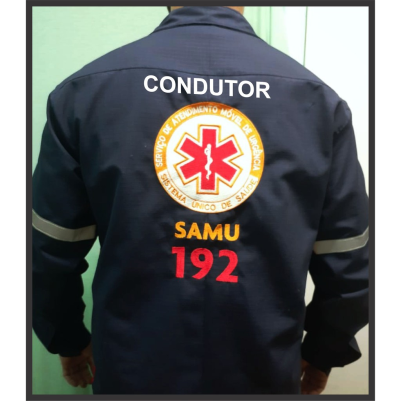 CONDUTOR
SERVIÇO DE ATENDIMENTO MÓVEL DE URGÊNCIA
SISTEMA ÚNICO DE SAÚDE
SAMU
192